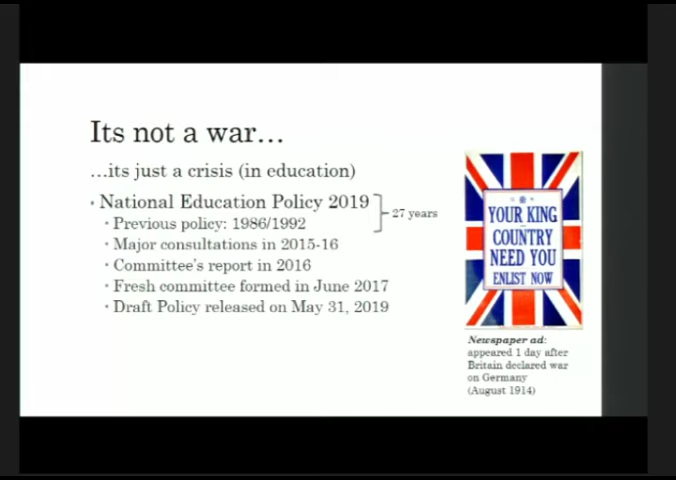 Its not a war...
...its just a crisis (in education)
• National Education Policy 2019
• Previous policy: 1986/1992
27 years
• Major consultations in 2015-16
• Committee's report in 2016
• Fresh committee formed in June 2017
• Draft Policy released on May 31, 2019
YOUR KING
COUNTRY
NEED YOU
ENLIST NOW
Newspaper ad:
appeared 1 day after
Britain declared war
on Germany
(August 1914)